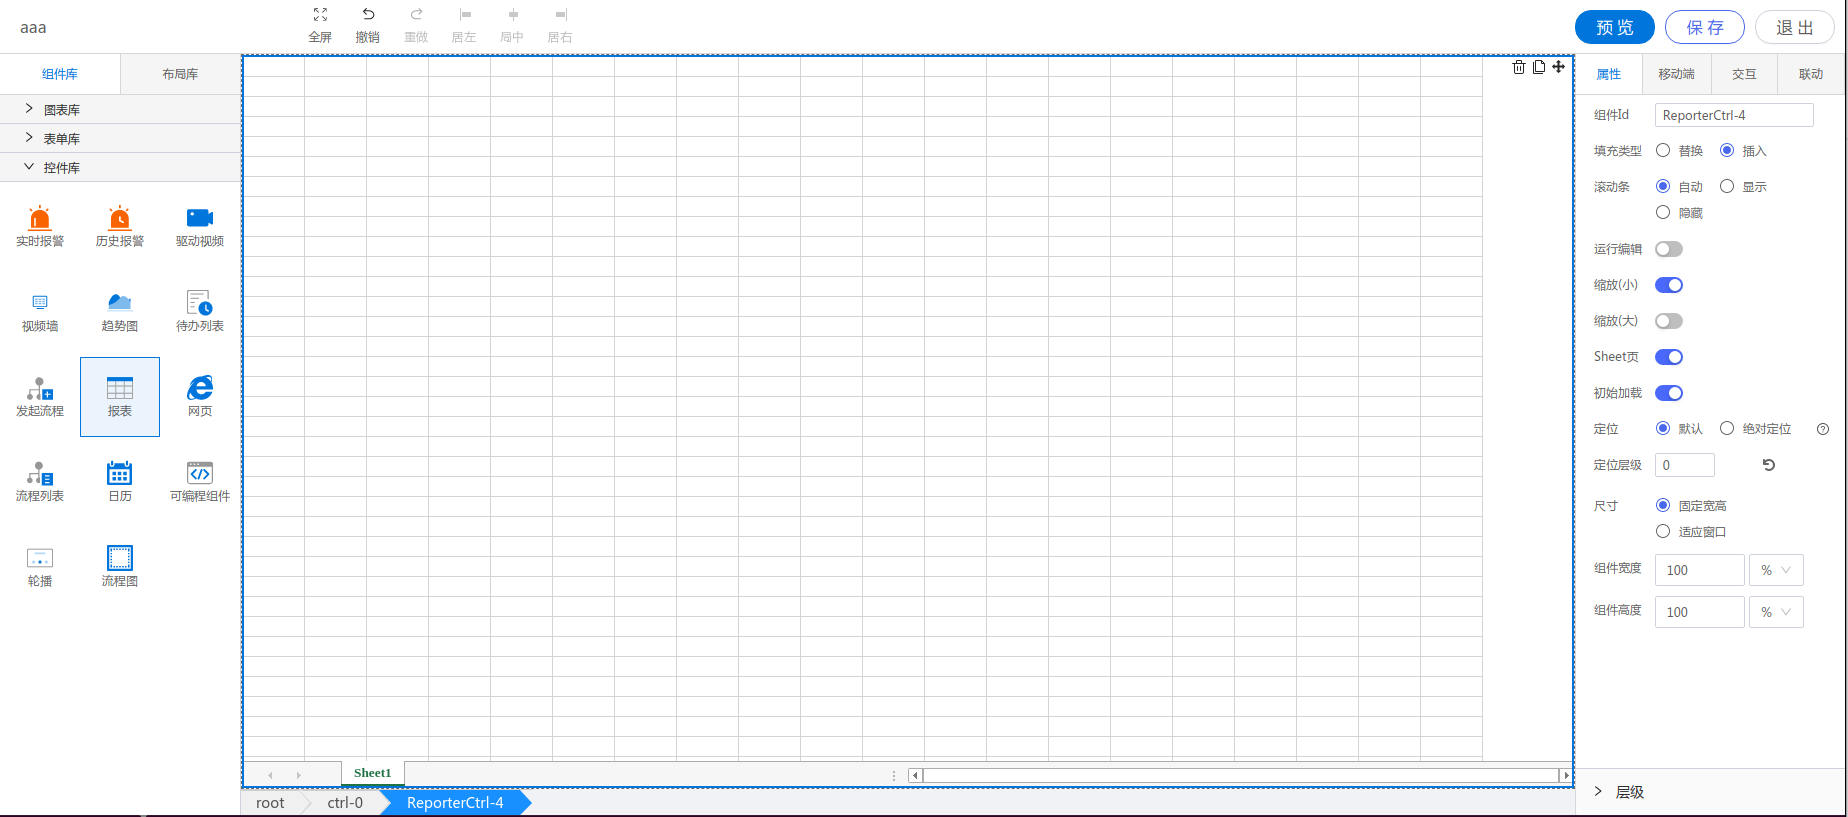 aaa
全屏 撤销 重做 居左 局中 居右
预 览 保 存 退 出
组件库 布局库
图表库
表单库
控件库
实时报警 历史报警 驱动视频
视频墙 趋势图 待办列表
发起流程 报表 网页
流程列表 日历 可编程组件
轮播 流程图
Sheet1
root ctrl-0 ReporterCtrl-4
属性 移动端 交互 联动
组件Id ReporterCtrl-4
填充类型 替换 插入
滚动条 自动 显示
隐藏
运行编辑
缩放(小)
缩放(大)
Sheet页
初始加载
定位 默认 绝对定位 ?
定位层级 0
尺寸 固定宽高
适应窗口
组件宽度 100 %
组件高度 100 %
层级